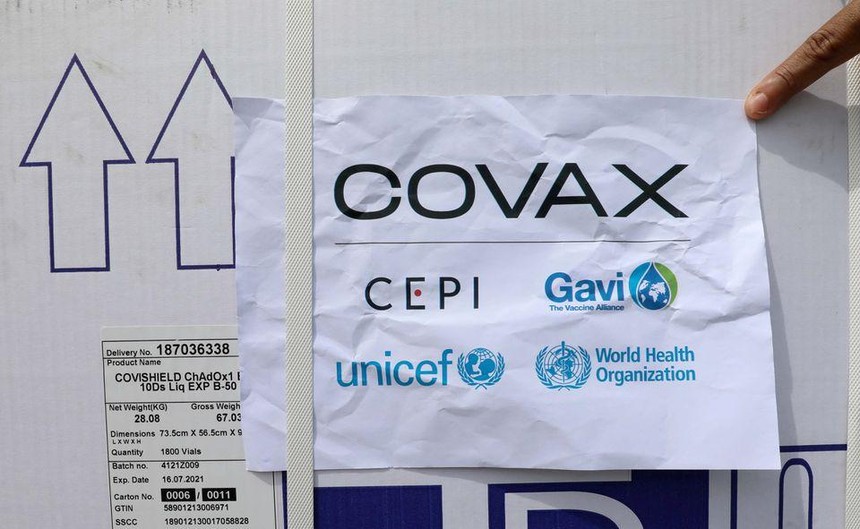 COVAX
CEPI
Gavi
The Vaccine Alliance
unicef
World Health
Organization
Delivery No. 187036338
Product Name
COVISHIELD ChAdOx1
10Ds Liq EXP B-50
Net Weight(KG) Gross Weigh
28.08 67.03
Dimensions 73.5cm X 56.5cm X 9
LXWXH
Quantity 1800 Vials
Batch no. 4121Z009
Exp. Date 16.07.2021
Carton No. 0006 / 0011
GTIN 58901213006971
SSCC 189012130017058828